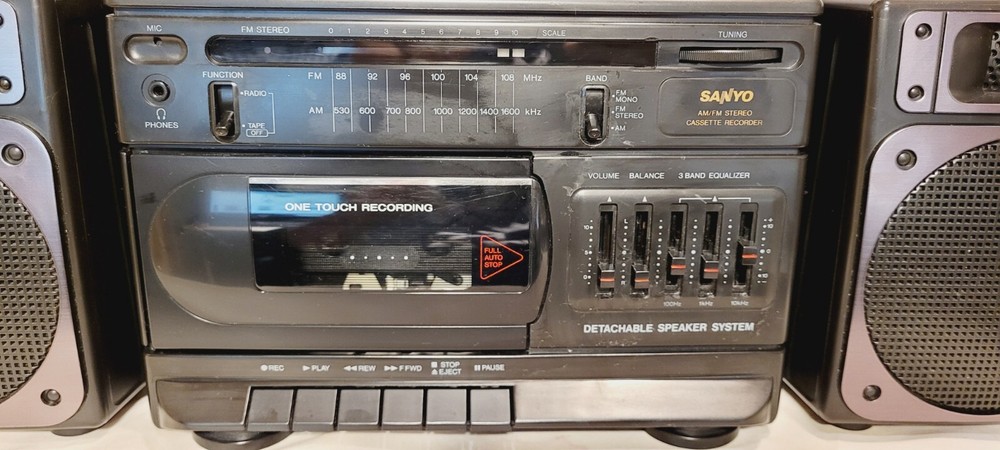 MIC
FM STEREO
0 1 2 3 4 5 6 7 8 9 10 SCALE
TUNING
FUNCTION
RADIO
TAPE
OFF
PHONES
FM 88 92 96 100 104 108 MHz
AM 530 600 700 800 1000 1200 1400 1600 kHz
BAND
FM
MONO
FM
STEREO
AM
SANYO
AM/FM STEREO
CASSETTE RECORDER
ONE TOUCH RECORDING
FULL
AUTO
STOP
VOLUME BALANCE 3 BAND EQUALIZER
100Hz 1kHz 10kHz
DETACHABLE SPEAKER SYSTEM
REC PLAY REW F FWD STOP
EJECT PAUSE